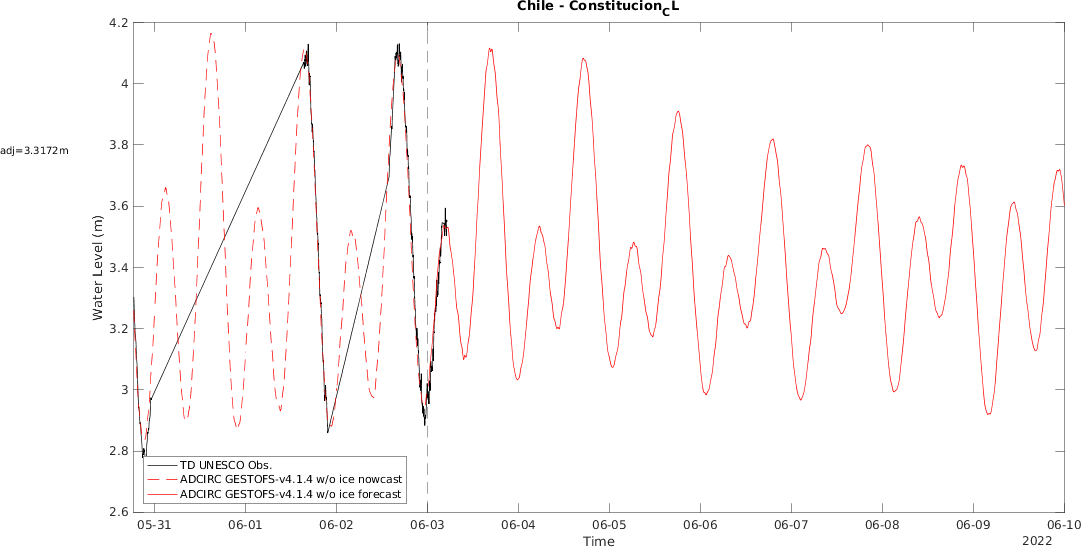 Chile - Constitucion_CL
adj=3.3172m
Water Level (m)
4.2
4
3.8
3.6
3.4
3.2
3
2.8
2.6
TD UNESCO Obs.
ADCIRC GESTOFS-v4.1.4 w/o ice nowcast
ADCIRC GESTOFS-v4.1.4 w/o ice forecast
05-31 06-01 06-02 06-03 06-04 06-05 06-06 06-07 06-08 06-09 06-10
Time
2022